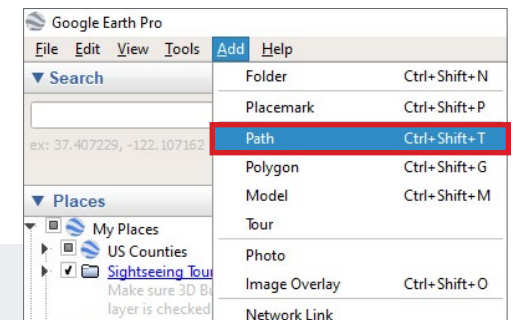 Google Earth Pro
File Edit View Tools Add Help
Search
ex: 37.407229, -122.107162
Places
My Places
US Counties
Sightseeing Tour
Make sure 3D Bu
layer is checked
Folder Ctrl+Shift+N
Placemark Ctrl+Shift+P
Path Ctrl+Shift+T
Polygon Ctrl+Shift+G
Model Ctrl+Shift+M
Tour
Photo
Image Overlay Ctrl+Shift+O
Network Link